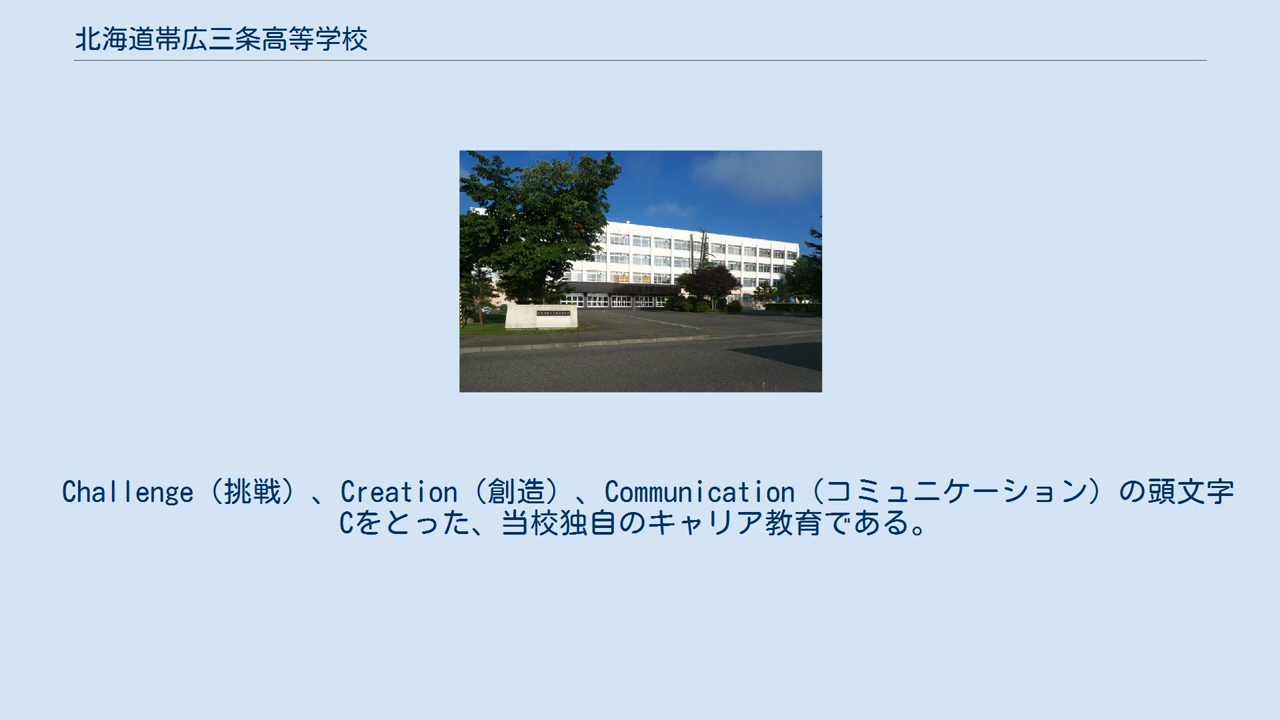 北海道帯広三条高等学校
Challenge（挑戦）、Creation（創造）、Communication（コミュニケーション）の頭文字
Cをとった、当校独自のキャリア教育である。